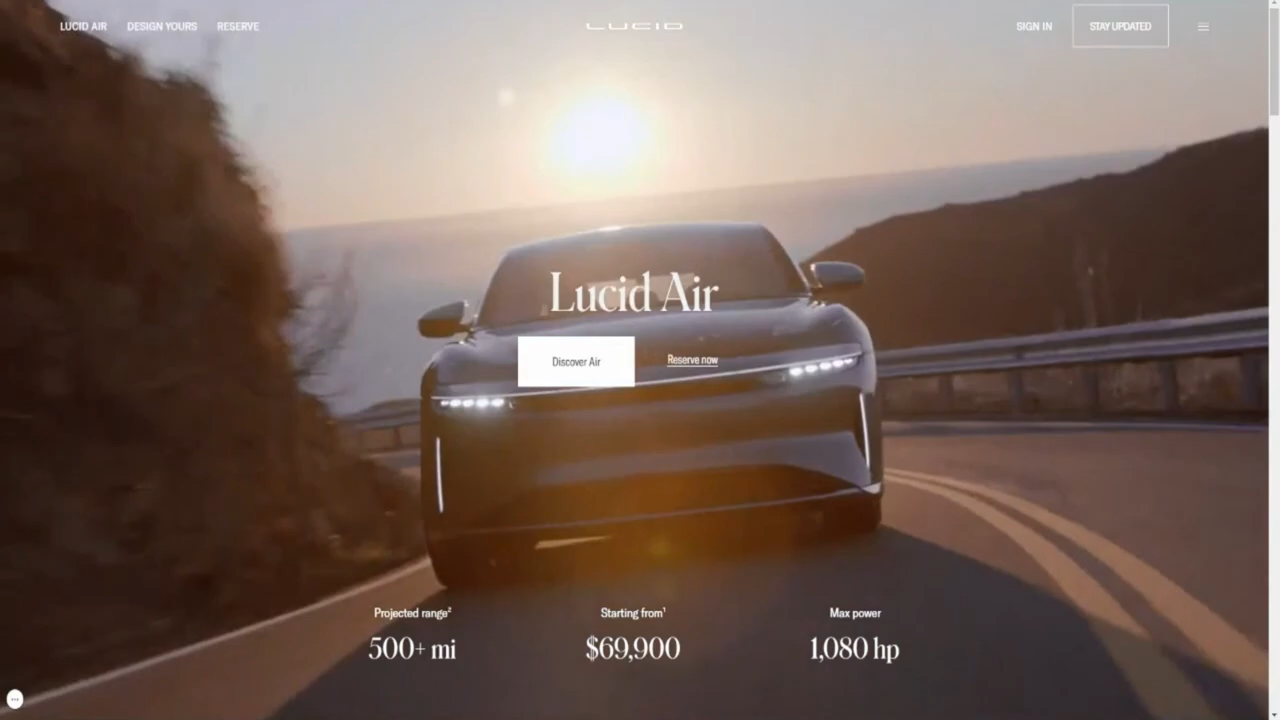 LUCID AIR DESIGN YOURS RESERVE LUCID SIGN IN STAY UPDATED
Lucid Air
Discover Air Reserve now
Projected range² Starting from¹ Max power
500+ mi $69,900 1,080 hp